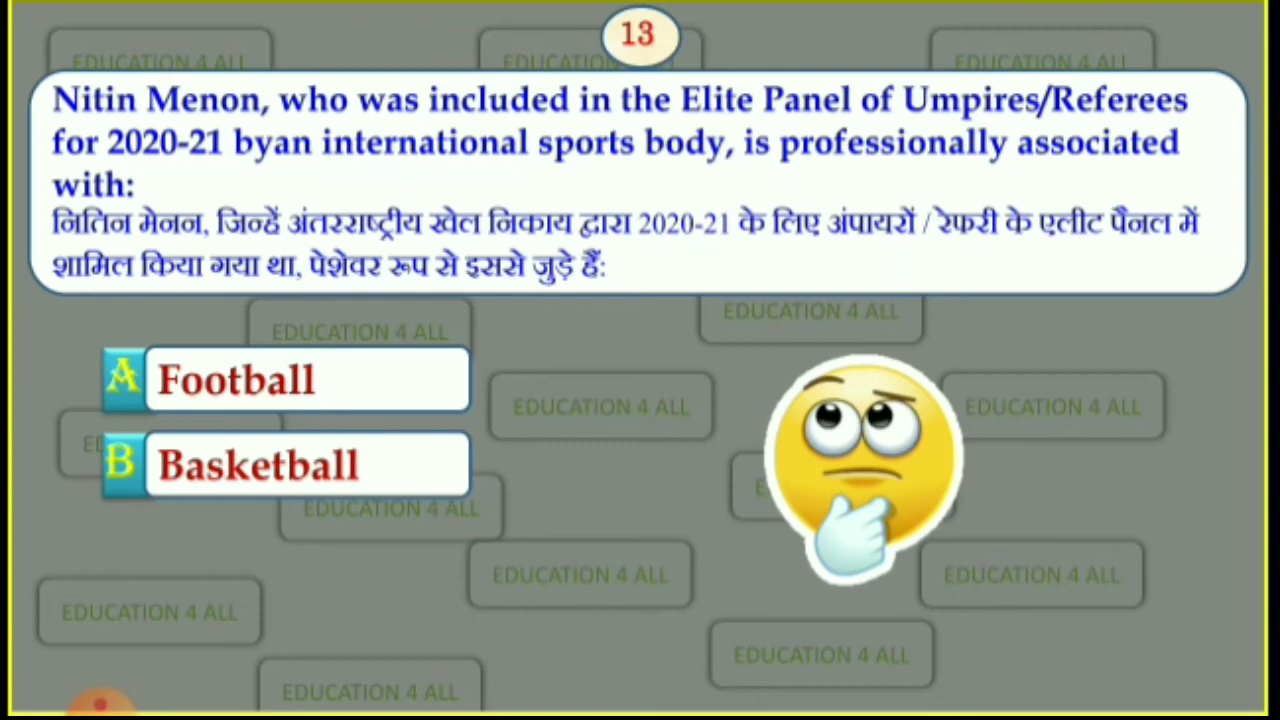 13
EDUCATION 4 ALL
EDUCATION 4 ALL
EDUCATION 4 ALL
Nitin Menon, who was included in the Elite Panel of Umpires/Referees
for 2020-21 byan international sports body, is professionally associated
with:
नितिन मेनन, जिन्हें अंतरराष्ट्रीय खेल निकाय द्वारा 2020-21 के लिए अंपायरों / रेफरी के एलीट पैनल में
शामिल किया गया था, पेशेवर रूप से इससे जुड़े हैं:
EDUCATION 4 ALL
EDUCATION 4 ALL
A Football
EDUCATION 4 ALL
EDUCATION 4 ALL
B Basketball
EDUCATION 4 ALL
EDUCATION 4 ALL
EDUCATION 4 ALL
EDUCATION 4 ALL
EDUCATION 4 ALL
EDUCATION 4 ALL